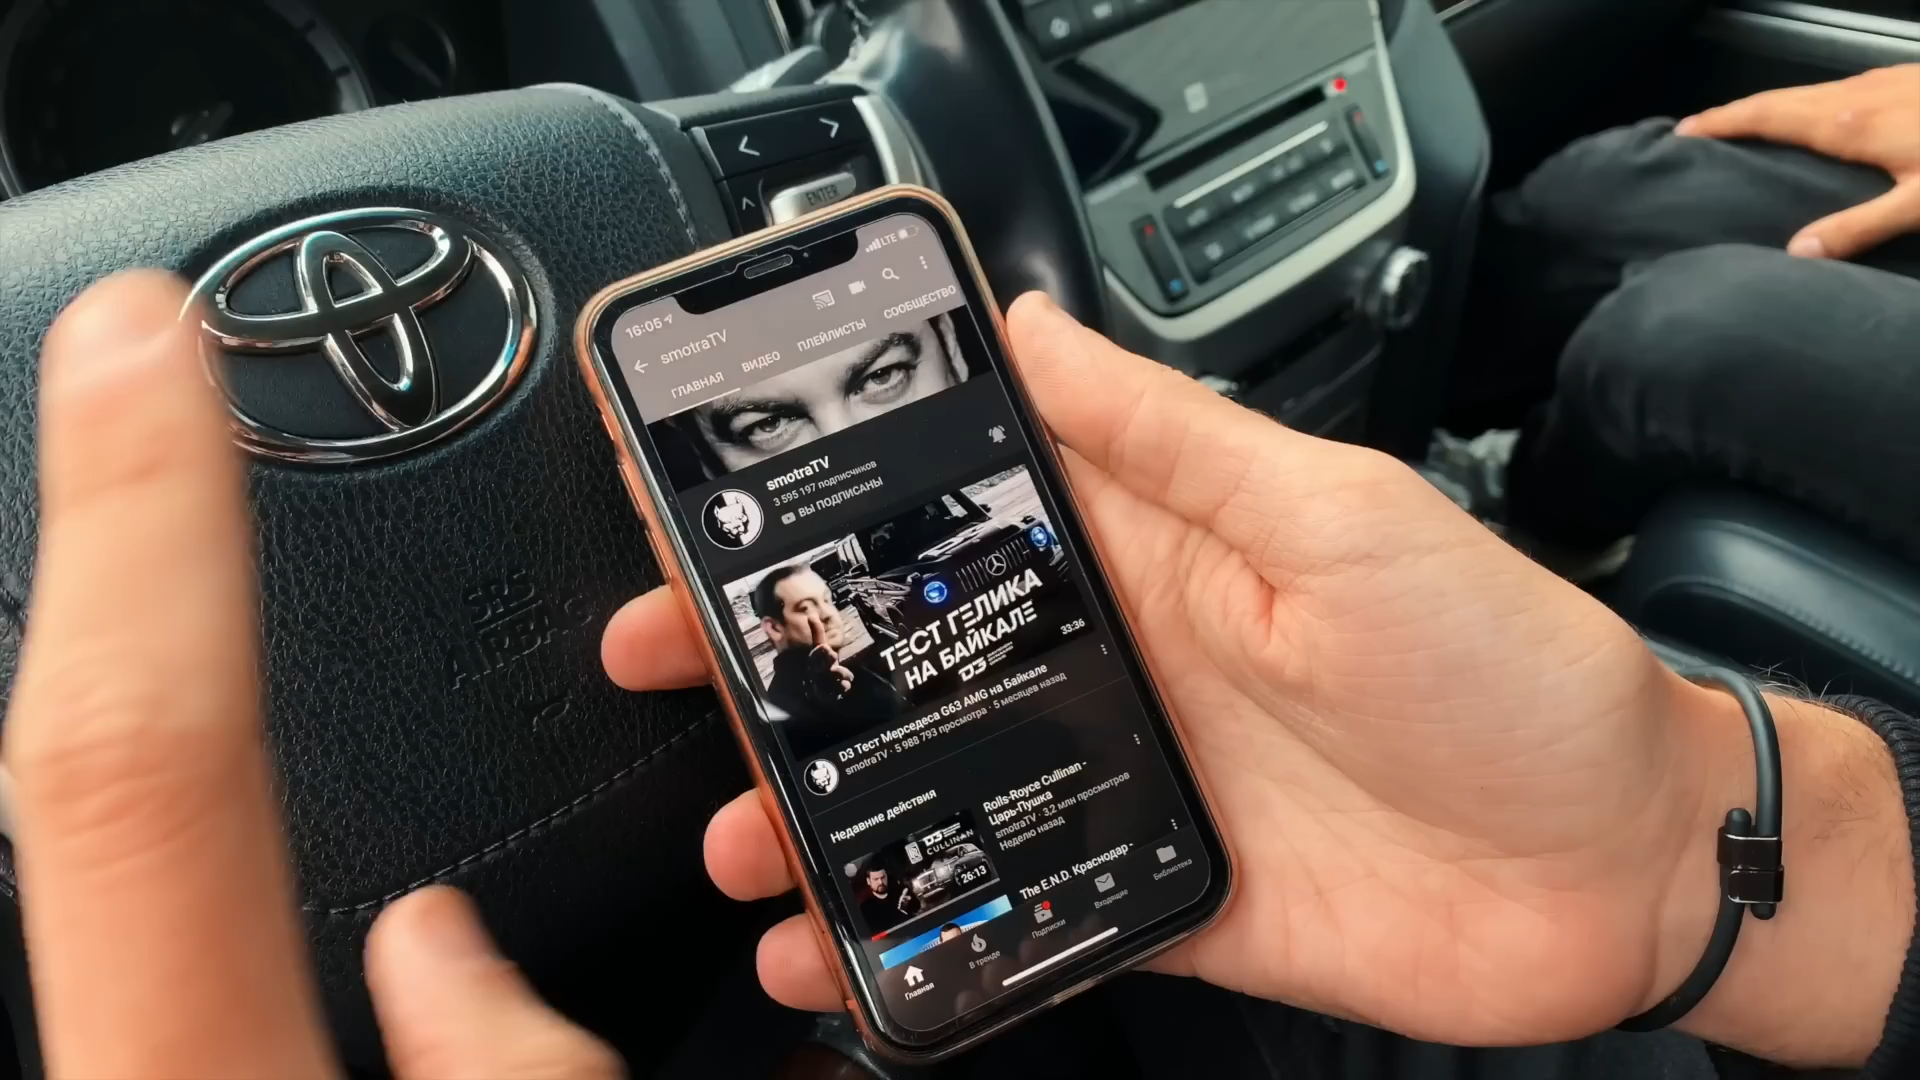 ENTER
16:05
LTE
smotraTV
ГЛАВНАЯ
ВИДЕО
ПЛЕЙЛИСТЫ
СООБЩЕСТВО
smotraTV
3 595 197 подписчиков
ВЫ ПОДПИСАНЫ
ТЕСТ ГЕЛИКА
НА БАЙКАЛЕ
D3
33:36
D3 Тест Мерседеса G63 AMG на Байкале
smotraTV · 5 988 793 просмотра · 5 месяцев назад
Недавние действия
D3
CULLINAN
26:13
Rolls-Royce Cullinan -
Царь-Пушка
smotraTV · 3,2 млн просмотров
Неделю назад
The E.N.D. Краснодар -
Главная
В тренде
Подписки
Входящие
Библиотека
SRS
AIRBAG